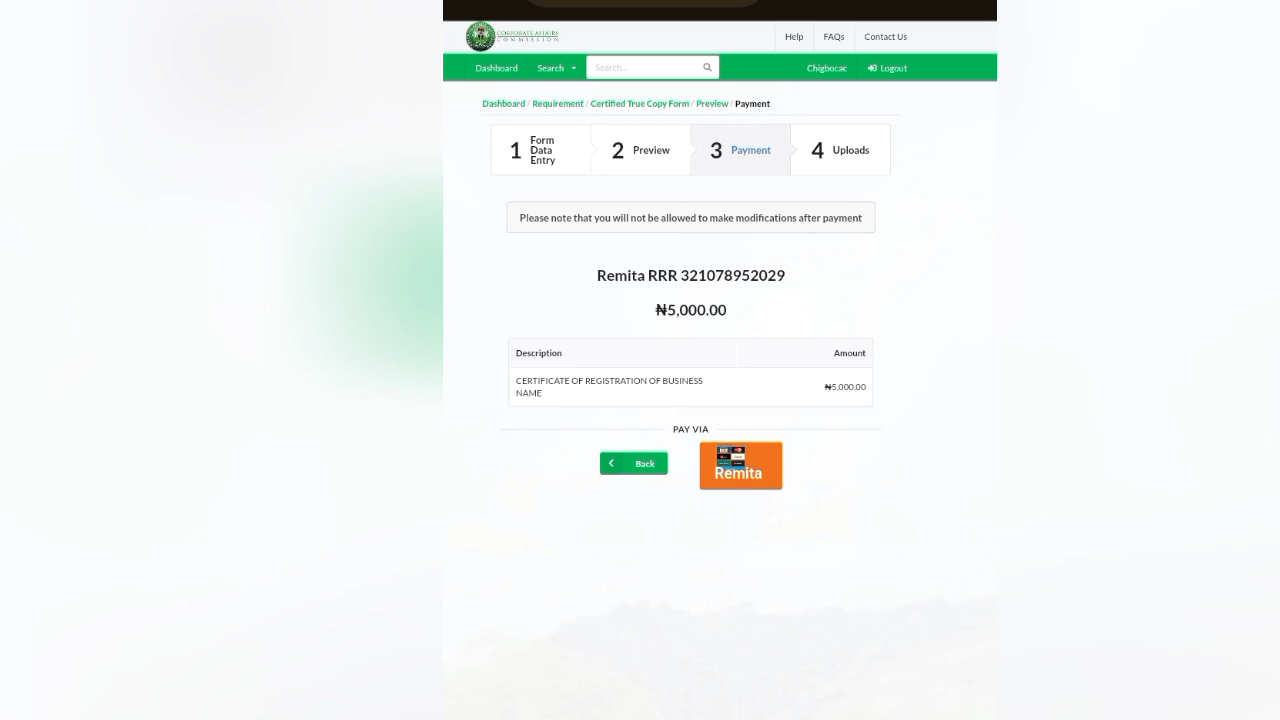 CORPORATE AFFAIRS
COMMISSION
Help FAQs Contact Us
Dashboard Search Search... Chigbocac Logout
Dashboard / Requirement / Certified True Copy Form / Preview / Payment
1 Form Data Entry
2 Preview
3 Payment
4 Uploads
Please note that you will not be allowed to make modifications after payment
Remita RRR 321078952029
₦5,000.00
Description Amount
CERTIFICATE OF REGISTRATION OF BUSINESS
NAME
₦5,000.00
PAY VIA
Back
Remita